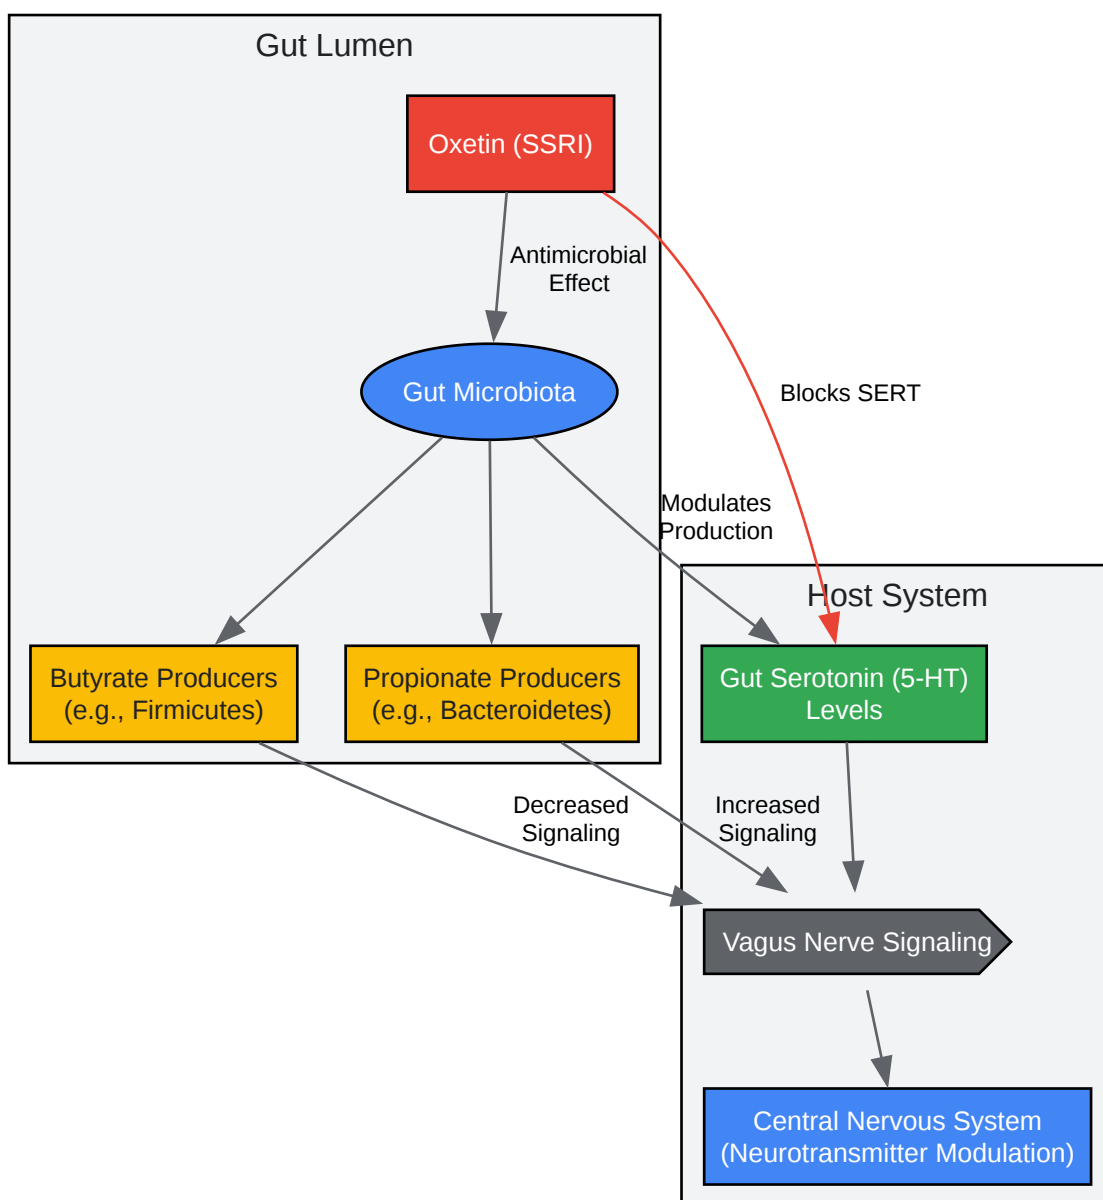 Gut Lumen
Oxetin (SSRI)
Antimicrobial
Effect
Gut Microbiota
Blocks SERT
Modulates
Production
Host System
Butyrate Producers
(e.g., Firmicutes)
Propionate Producers
(e.g., Bacteroidetes)
Gut Serotonin (5-HT)
Levels
Decreased
Signaling
Increased
Signaling
Vagus Nerve Signaling
Central Nervous System
(Neurotransmitter Modulation)